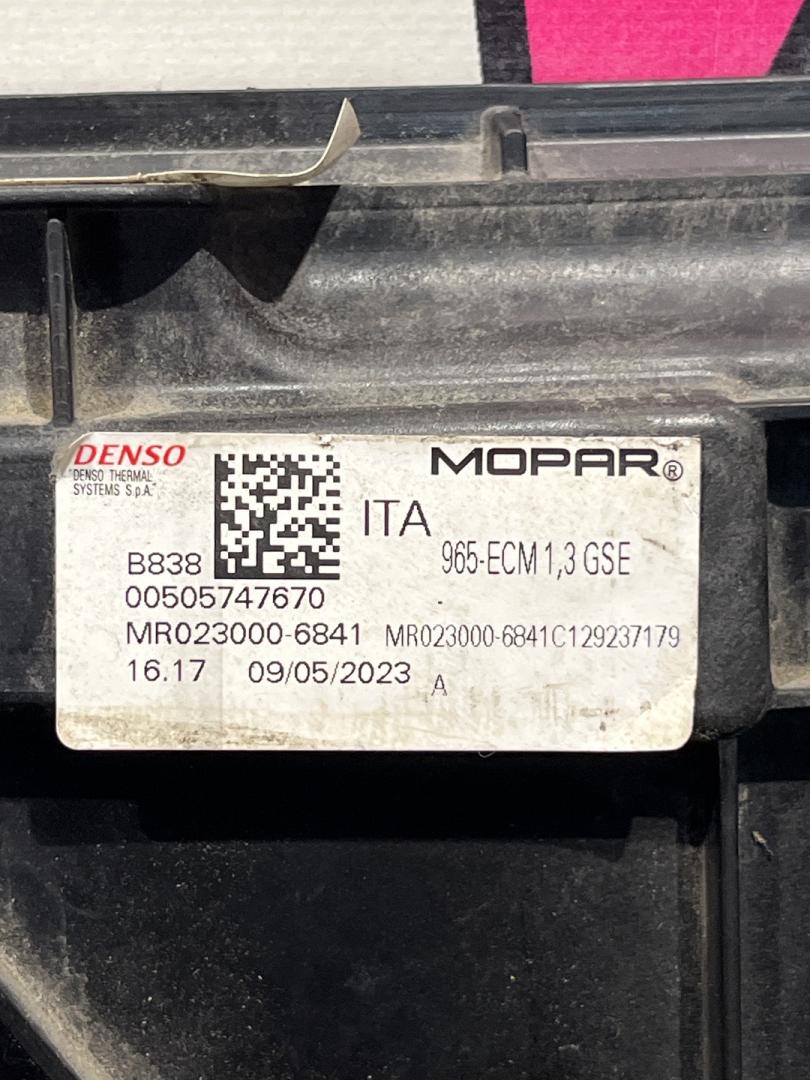 DENSO
DENSO THERMAL
SYSTEMS S.p.A.
MOPAR®
ITA
B838
965-ECM 1,3 GSE
00505747670
MR023000-6841 MR023000-6841C129237179
16.17 09/05/2023 A